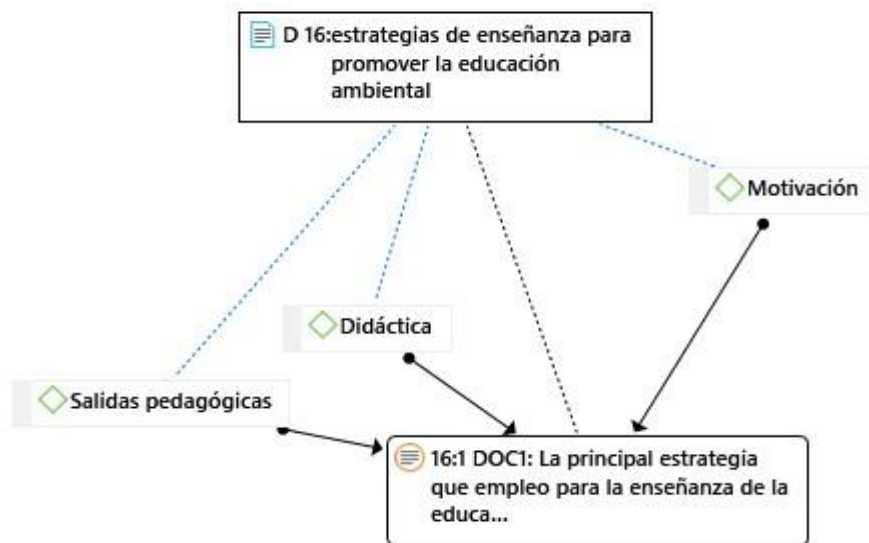 D 16:estrategias de enseñanza para
promover la educación
ambiental
Motivación
Didáctica
Salidas pedagógicas
16:1 DOC1: La principal estrategia
que empleo para la enseñanza de la
educa...